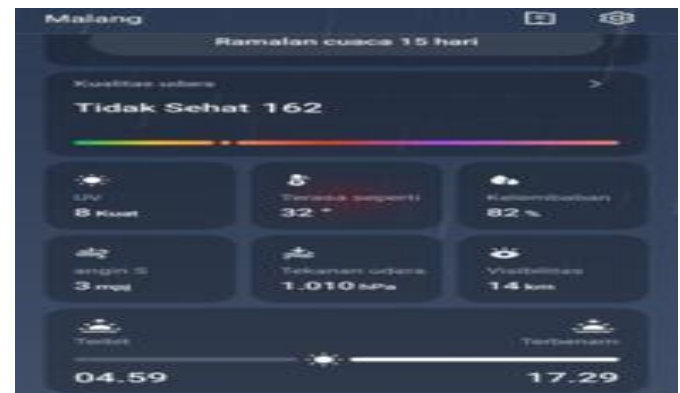 Malang
Ramalan cuaca 15 hari
Kualitas udara
Tidak Sehat 162
UV
8 Kuat
Terasa seperti
32 °
Kelembaban
82 %
angin S
3 mpj
Tekanan udara
1.010 hPa
Visibilitas
14 km
Terbit
04.59
Terbenam
17.29